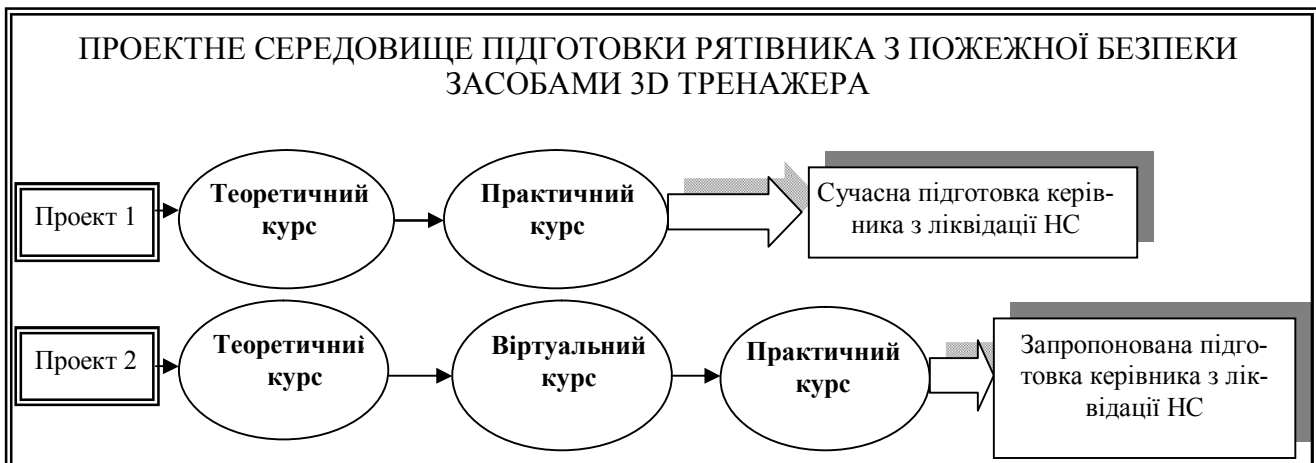 ПРОЕКТНЕ СЕРЕДОВИЩЕ ПІДГОТОВКИ РЯТІВНИКА З ПОЖЕЖНОЇ БЕЗПЕКИ
ЗАСОБАМИ 3D ТРЕНАЖЕРА
Проект 1
Теоретичний
курс
Практичний
курс
Сучасна підготовка керів-
ника з ліквідації НС
Проект 2
Теоретичний
курс
Віртуальний
курс
Практичний
курс
Запропонована підго-
товка керівника з лік-
відації НС